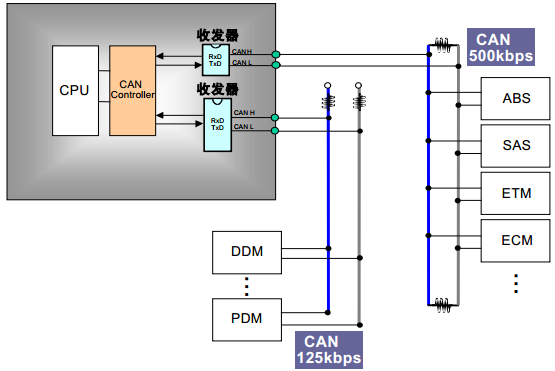 收发器
RxD
TxD
CAN H
CAN L
CPU
CAN
Controller
收发器
RxD
TxD
CAN H
CAN L
CAN
500kbps
ABS
SAS
ETM
ECM
DDM
PDM
CAN
125kbps